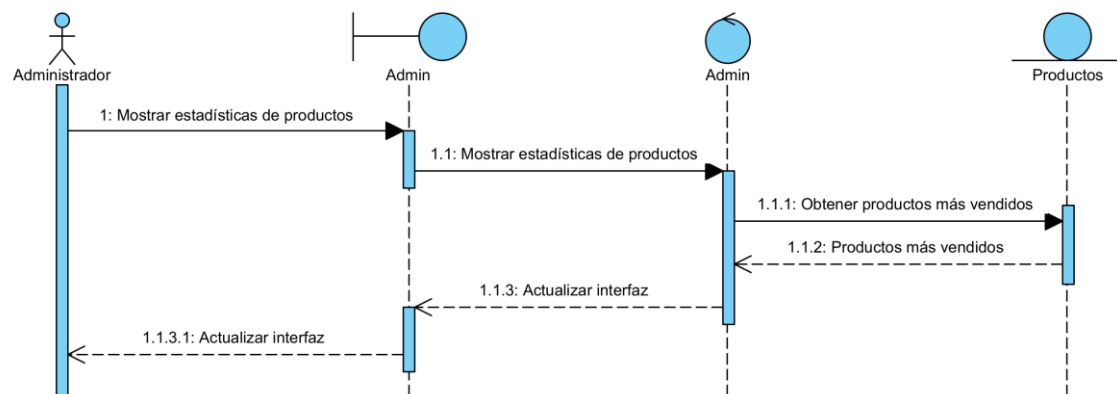 Administrador
Admin
Admin
Productos
1: Mostrar estadísticas de productos
1.1: Mostrar estadísticas de productos
1.1.1: Obtener productos más vendidos
1.1.2: Productos más vendidos
1.1.3: Actualizar interfaz
1.1.3.1: Actualizar interfaz